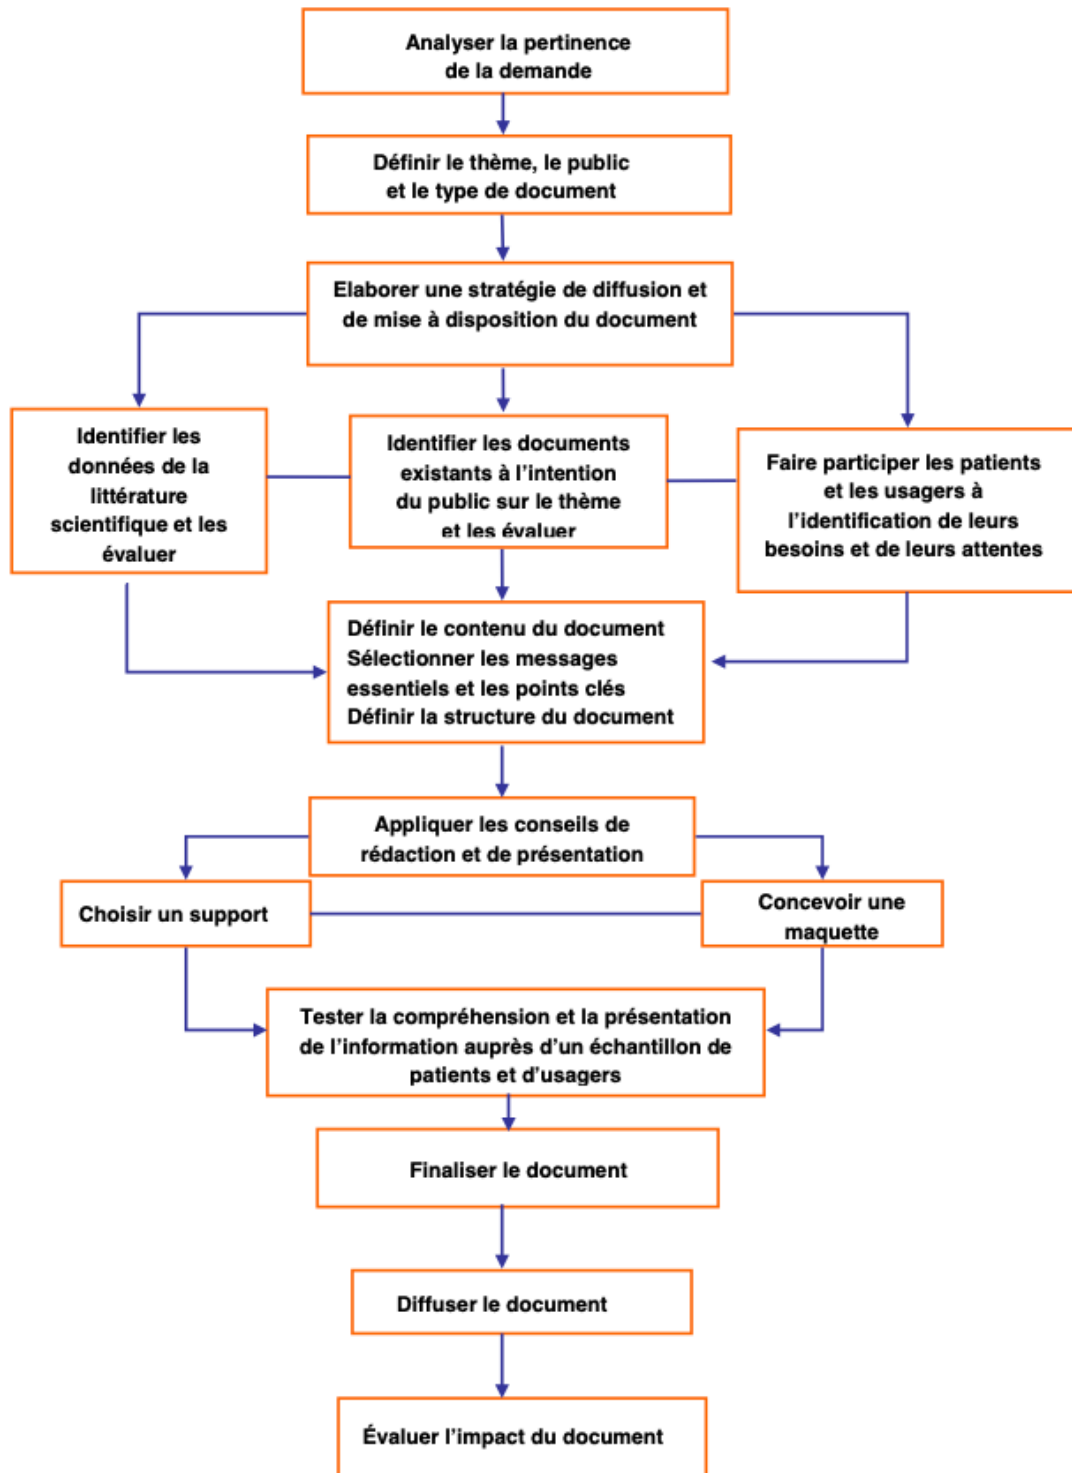 Analyser la pertinence
de la demande
Définir le thème, le public
et le type de document
Elaborer une stratégie de diffusion et
de mise à disposition du document
Identifier les
données de la
littérature
scientifique et les
évaluer
Identifier les documents
existants à l'intention
du public sur le thème
et les évaluer
Faire participer les patients
et les usagers à
l'identification de leurs
besoins et de leurs attentes
Définir le contenu du document
Sélectionner les messages
essentiels et les points clés
Définir la structure du document
Appliquer les conseils de
rédaction et de présentation
Choisir un support
Concevoir une
maquette
Tester la compréhension et la présentation
de l'information auprès d'un échantillon de
patients et d'usagers
Finaliser le document
Diffuser le document
Évaluer l'impact du document